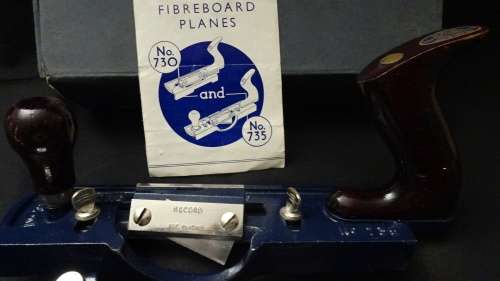 FIBREBOARD
PLANES
No.
730
and
No.
735
RECORD